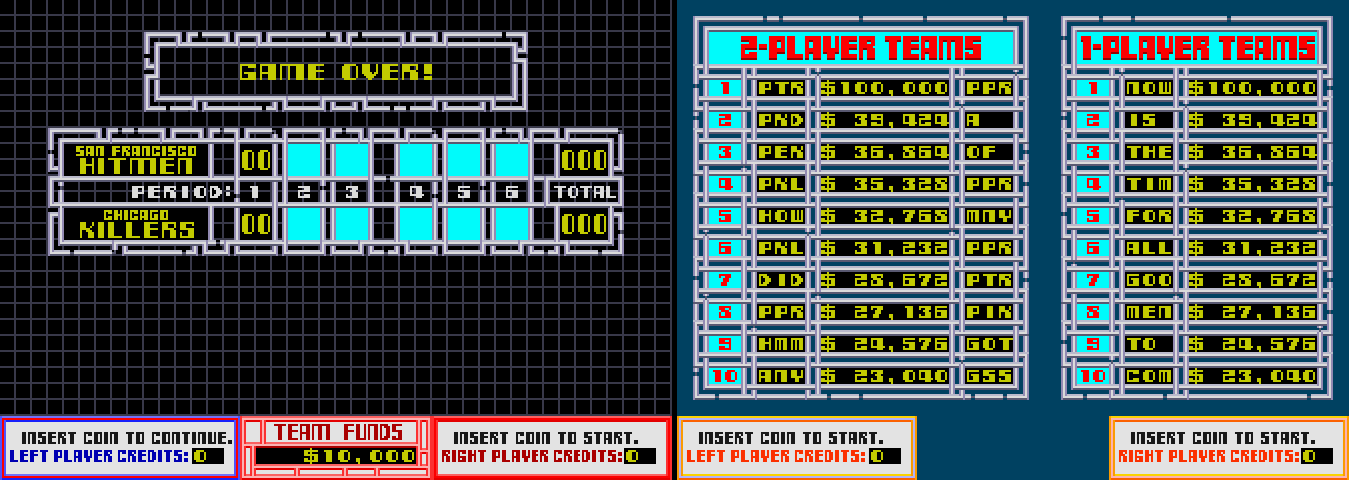 GAME OVER!
SAN FRANCISCO
HITMEN 00 000
PERIOD: 1 2 3 4 5 6 TOTAL
CHICAGO
KILLERS 00 000
INSERT COIN TO CONTINUE.
LEFT PLAYER CREDITS: 0
TEAM FUNDS
$10,000
INSERT COIN TO START.
RIGHT PLAYER CREDITS: 0
2-PLAYER TEAMS
1 PTR $100,000 PPR
2 PKD $ 39,424 A
3 PEK $ 36,864 OF
4 PKL $ 35,328 PPR
5 HOW $ 32,768 MNY
6 PKL $ 31,232 PPR
7 DID $ 28,672 PTR
8 PPR $ 27,136 PIK
9 HMM $ 24,576 GOT
10 ANY $ 23,040 GSS
1-PLAYER TEAMS
1 NOW $100,000
2 IS $ 39,424
3 THE $ 36,864
4 TIM $ 35,328
5 FOR $ 32,768
6 ALL $ 31,232
7 GOO $ 28,672
8 MEN $ 27,136
9 TO $ 24,576
10 COM $ 23,040
INSERT COIN TO START.
LEFT PLAYER CREDITS: 0
INSERT COIN TO START.
RIGHT PLAYER CREDITS: 0